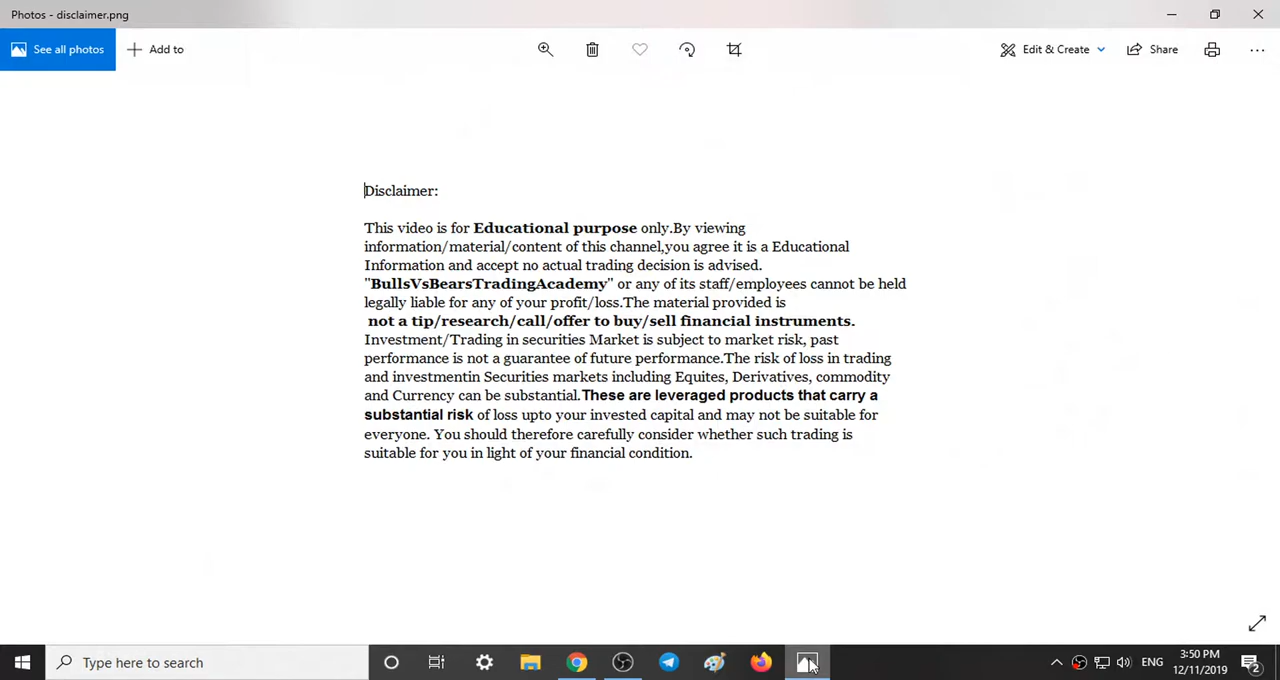 Photos - disclaimer.png
See all photos
Add to
Edit & Create
Share
Disclaimer:
This video is for Educational purpose only.By viewing
information/material/content of this channel,you agree it is a Educational
Information and accept no actual trading decision is advised.
"BullsVsBearsTradingAcademy" or any of its staff/employees cannot be held
legally liable for any of your profit/loss.The material provided is
not a tip/research/call/offer to buy/sell financial instruments.
Investment/Trading in securities Market is subject to market risk, past
performance is not a guarantee of future performance.The risk of loss in trading
and investmentin Securities markets including Equites, Derivatives, commodity
and Currency can be substantial.These are leveraged products that carry a
substantial risk of loss upto your invested capital and may not be suitable for
everyone. You should therefore carefully consider whether such trading is
suitable for you in light of your financial condition.
Type here to search
ENG
3:50 PM
12/11/2019
2